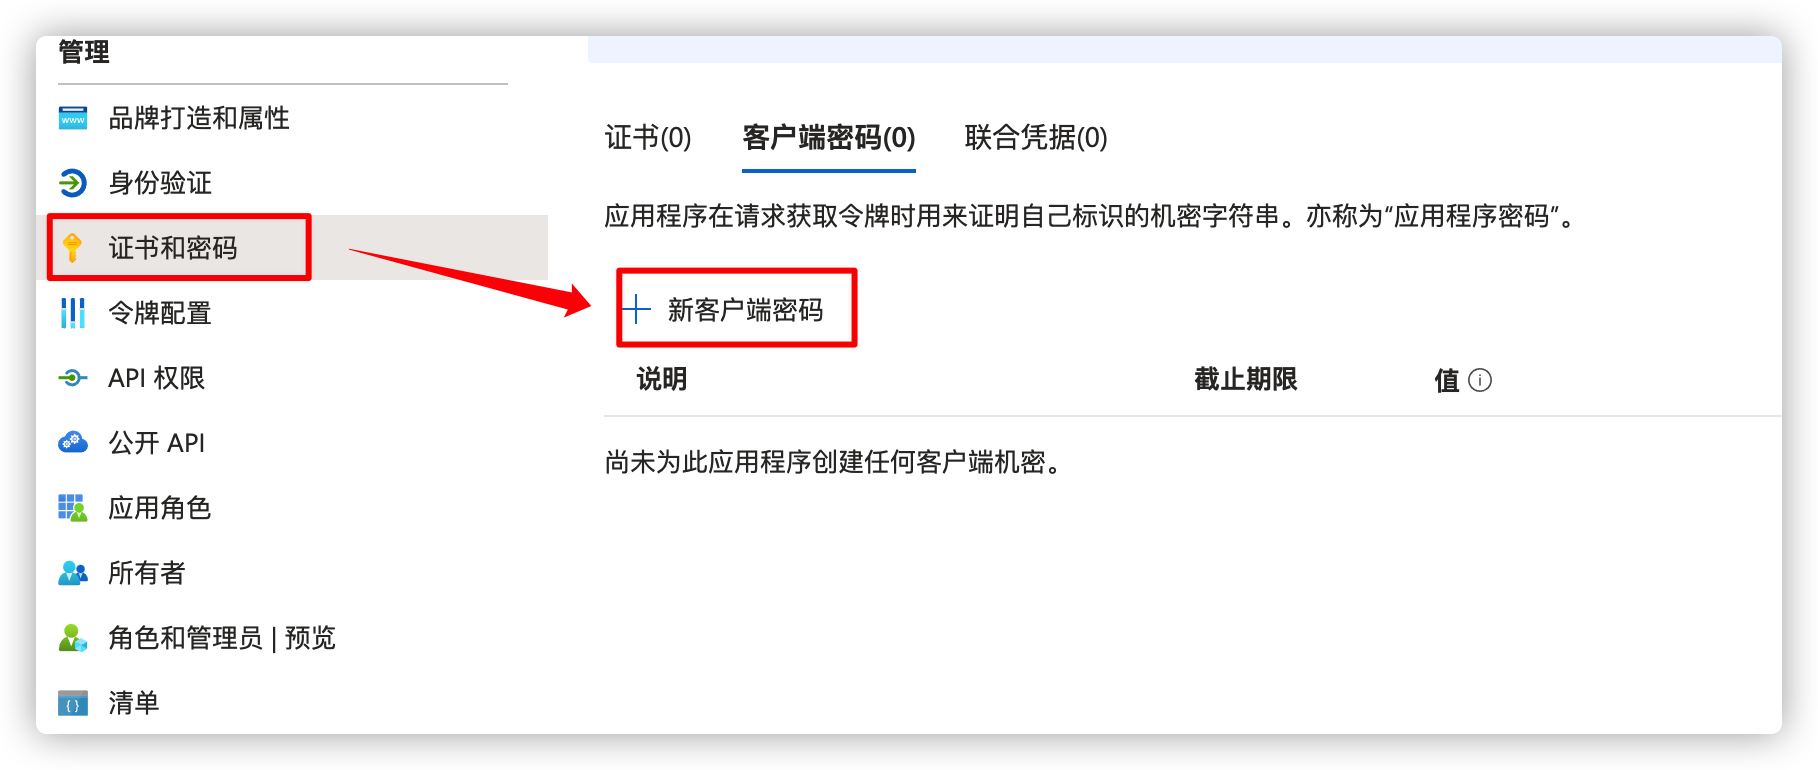 管理
品牌打造和属性
身份验证
证书和密码
令牌配置
API 权限
公开 API
应用角色
所有者
角色和管理员 | 预览
清单
证书(0) 客户端密码(0) 联合凭据(0)
应用程序在请求获取令牌时用来证明自己标识的机密字符串。亦称为“应用程序密码”。
新客户端密码
说明 截止期限 值
尚未为此应用程序创建任何客户端机密。